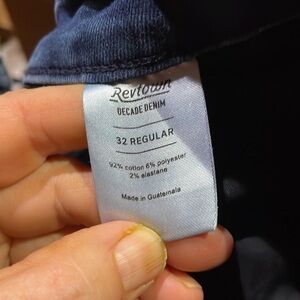 Revtown
DECADE DENIM
32 REGULAR
92% cotton 6% polyester
2% elastane
Made in Guatemala